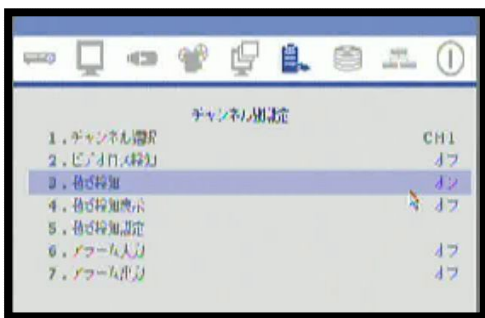 チャンネル別設定
1.チャンネル選択 CH1
2.ビデオロス検知 オフ
3.動き検知 オン
4.動き検知表示 オフ
5.動き検知設定
6.アラーム入力 オフ
7.アラーム出力 オフ